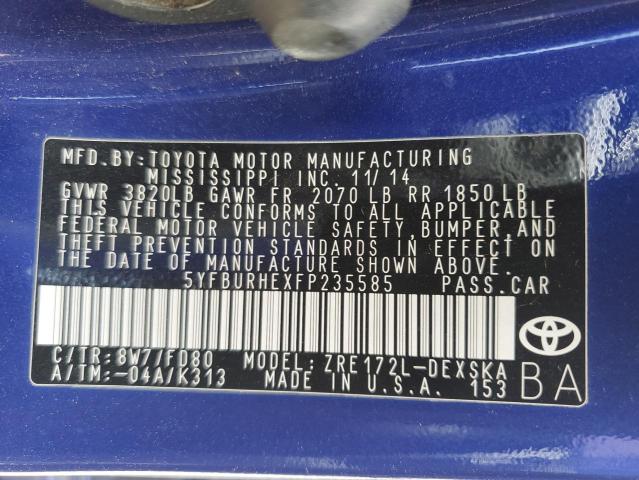 MFD.BY:TOYOTA MOTOR MANUFACTURING
MISSISSIPPI INC. 11/14
GVWR 3820LB GAWR FR 2070 LB RR 1850 LB
THIS VEHICLE CONFORMS TO ALL APPLICABLE
FEDERAL MOTOR VEHICLE SAFETY, BUMPER, AND
THEFT PREVENTION STANDARDS IN EFFECT ON
THE DATE OF MANUFACTURE SHOWN ABOVE.
5YFBURHEXFP235585 PASS.CAR
C/TR:8W7/FD80 MODEL:ZRE172L-DEXSKA
A/TM:-04A/K313 MADE IN U.S.A. 153
TOYOTA
BA